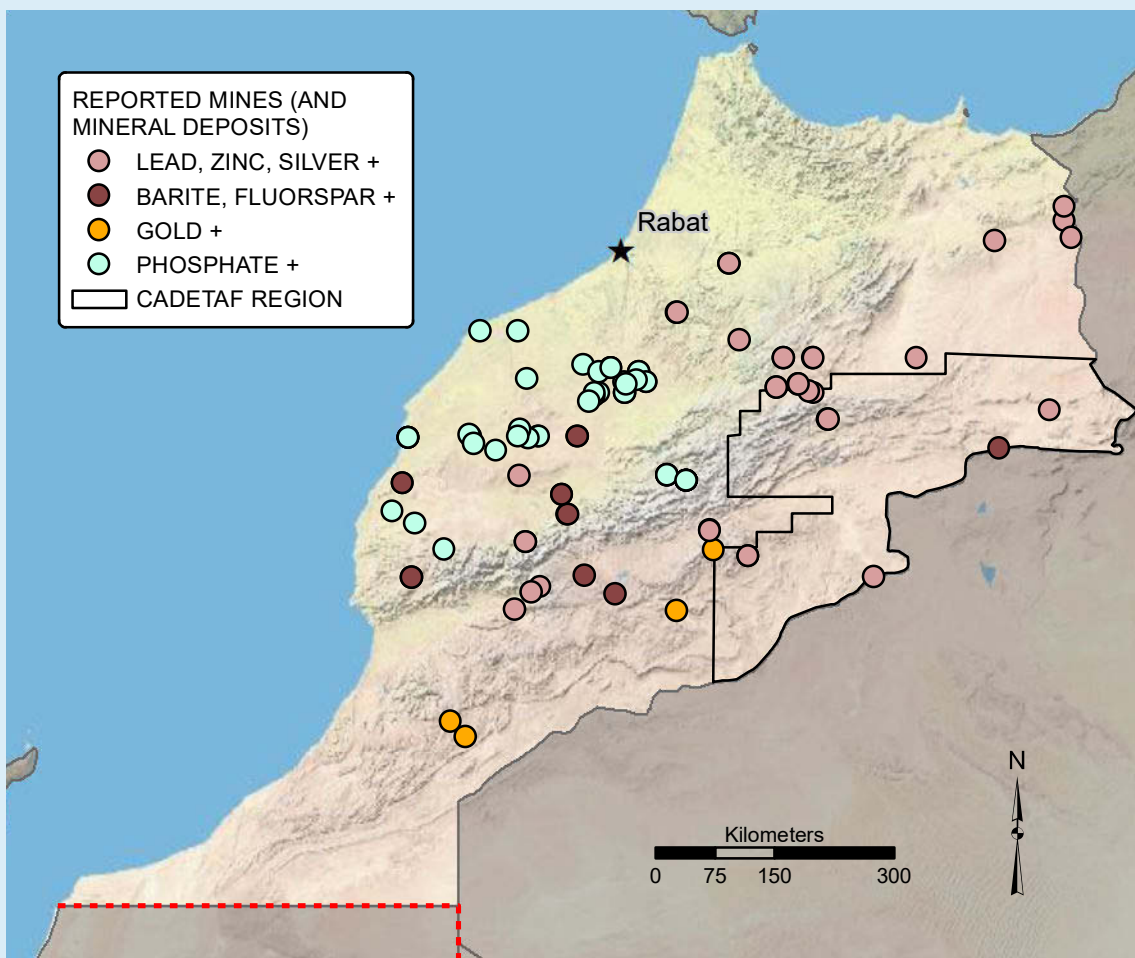 REPORTED MINES (AND
MINERAL DEPOSITS)
LEAD, ZINC, SILVER +
BARITE, FLUORSPAR +
GOLD +
PHOSPHATE +
CADETAF REGION
Rabat
N
Kilometers
0 75 150 300